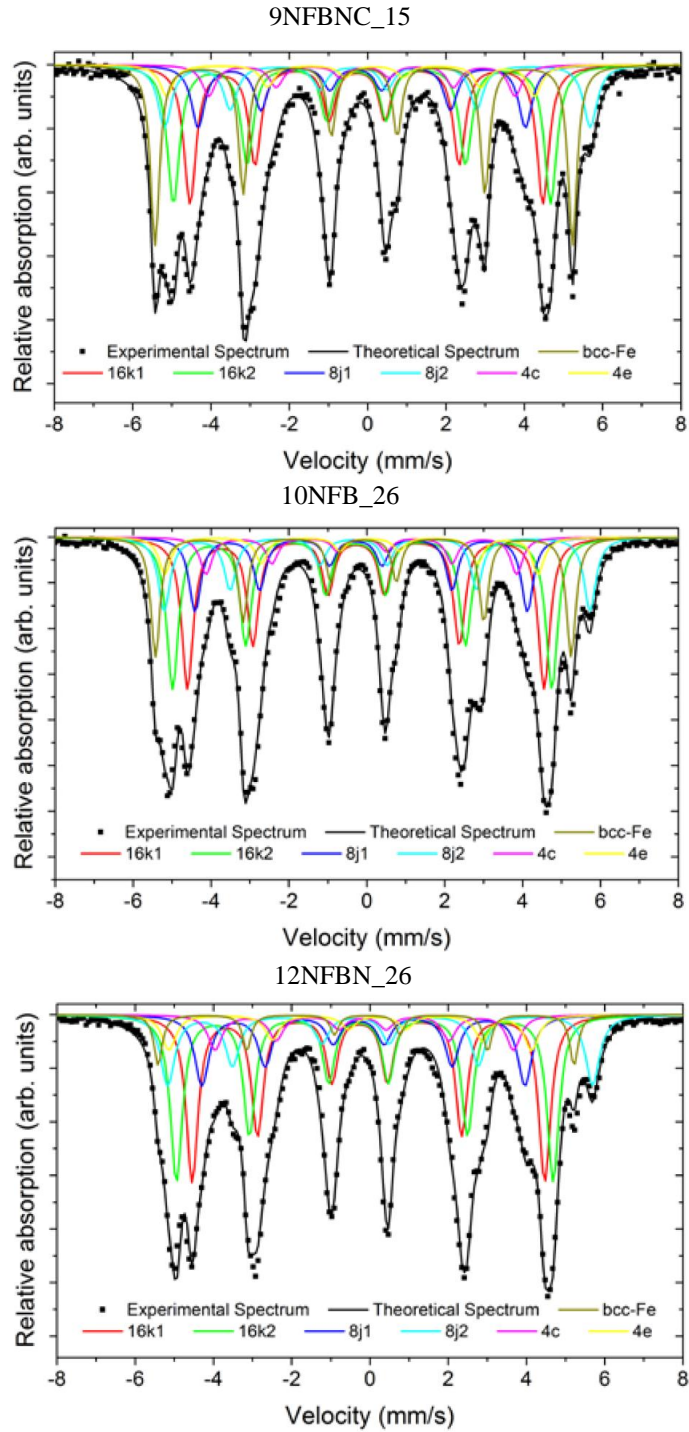 9NFBNC_15
Relative absorption (arb. units)
Experimental Spectrum Theoretical Spectrum bcc-Fe
16k1 16k2 8j1 8j2 4c 4e
-8 -6 -4 -2 0 2 4 6 8
Velocity (mm/s)
10NFB_26
Relative absorption (arb. units)
Experimental Spectrum Theoretical Spectrum bcc-Fe
16k1 16k2 8j1 8j2 4c 4e
-8 -6 -4 -2 0 2 4 6 8
Velocity (mm/s)
12NFBN_26
Relative absorption (arb. units)
Experimental Spectrum Theoretical Spectrum bcc-Fe
16k1 16k2 8j1 8j2 4c 4e
-8 -6 -4 -2 0 2 4 6 8
Velocity (mm/s)